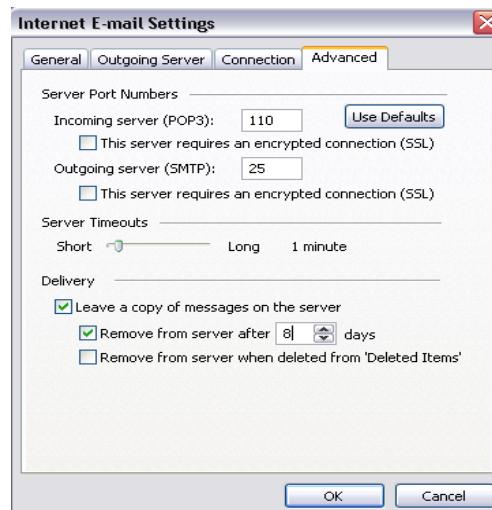 Internet E-mail Settings
General Outgoing Server Connection Advanced
Server Port Numbers
Incoming server (POP3): 110 Use Defaults
This server requires an encrypted connection (SSL)
Outgoing server (SMTP): 25
This server requires an encrypted connection (SSL)
Server Timeouts
Short Long 1 minute
Delivery
Leave a copy of messages on the server
Remove from server after 8 days
Remove from server when deleted from 'Deleted Items'
OK Cancel